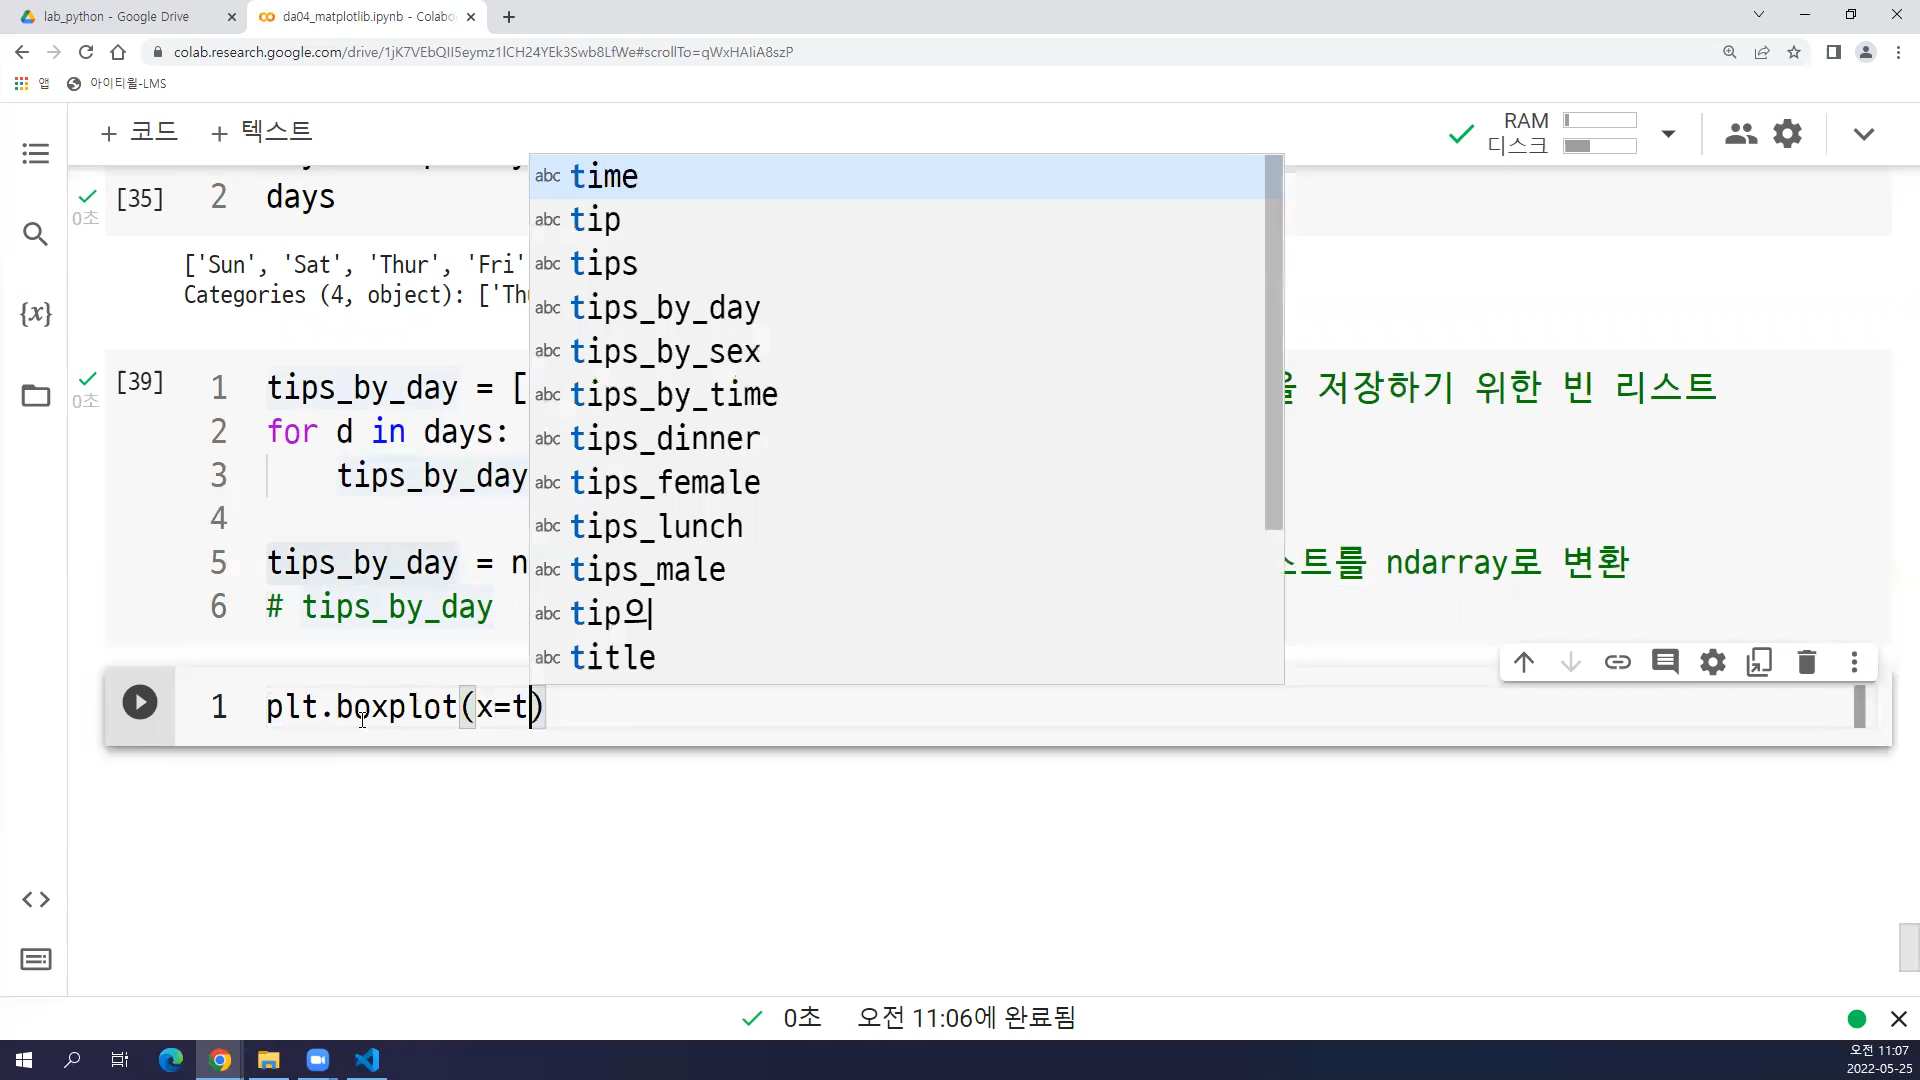 lab_python - Google Drive
da04_matplotlib.ipynb - Colabo
colab.research.google.com/drive/1jK7VEbQII5eymz1lCH24YEk3Swb8LfWe#scrollTo=qWxHAIiA8szP
앱
아이티윌-LMS
+ 코드 + 텍스트
RAM
디스크
[35] 2 days
0초
['Sun', 'Sat', 'Thur', 'Fri'
Categories (4, object): ['Th
[39] 1 tips_by_day = [ 을 저장하기 위한 빈 리스트
0초
2 for d in days:
3 tips_by_day
4
5 tips_by_day = n 스트를 ndarray로 변환
6 # tips_by_day
abc time
abc tip
abc tips
abc tips_by_day
abc tips_by_sex
abc tips_by_time
abc tips_dinner
abc tips_female
abc tips_lunch
abc tips_male
abc tip의
abc title
1 plt.boxplot(x=t)
0초 오전 11:06에 완료됨
오전 11:07
2022-05-25